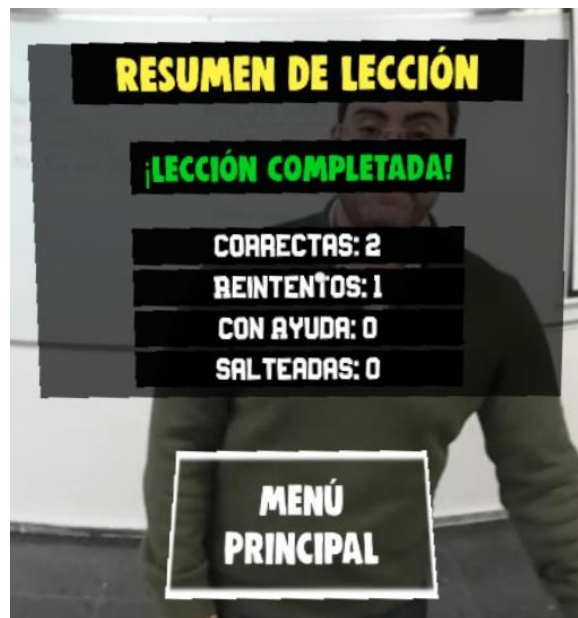 RESUMEN DE LECCIÓN
¡LECCIÓN COMPLETADA!
CORRECTAS: 2
REINTENTOS: 1
CON AYUDA: 0
SALTEADAS: 0
MENÚ
PRINCIPAL